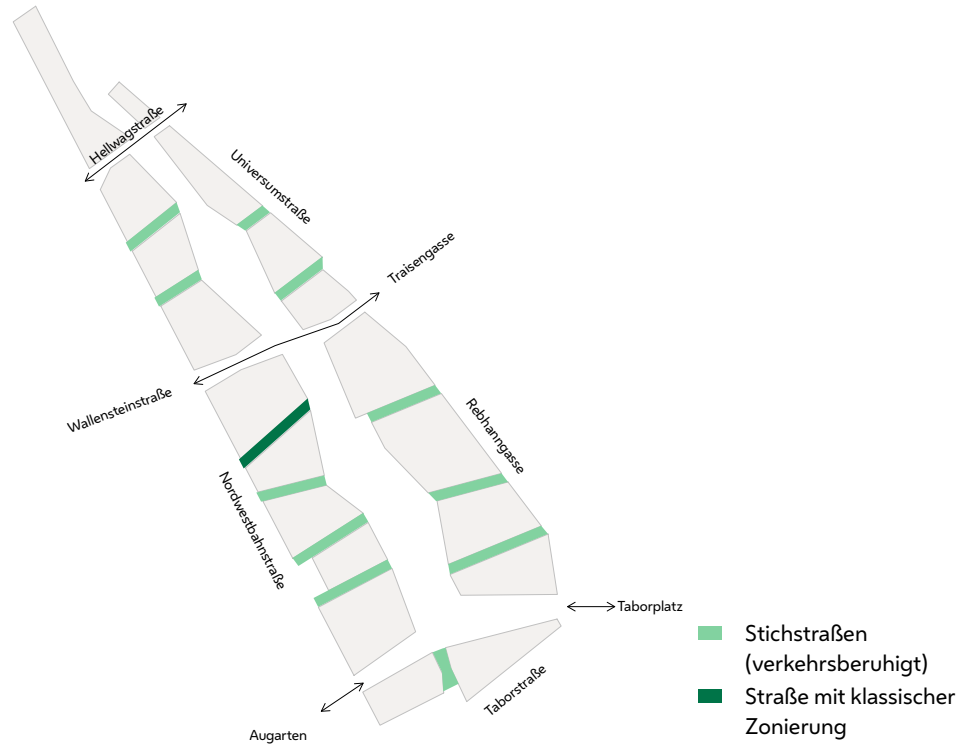 Hellwagstraße
Universumstraße
Traisengasse
Wallensteinstraße
Rebhanngasse
Nordwestbahnstraße
Taborplatz
Stichstraßen
(verkehrsberuhigt)
Taborstraße
Straße mit klassischer
Zonierung
Augarten